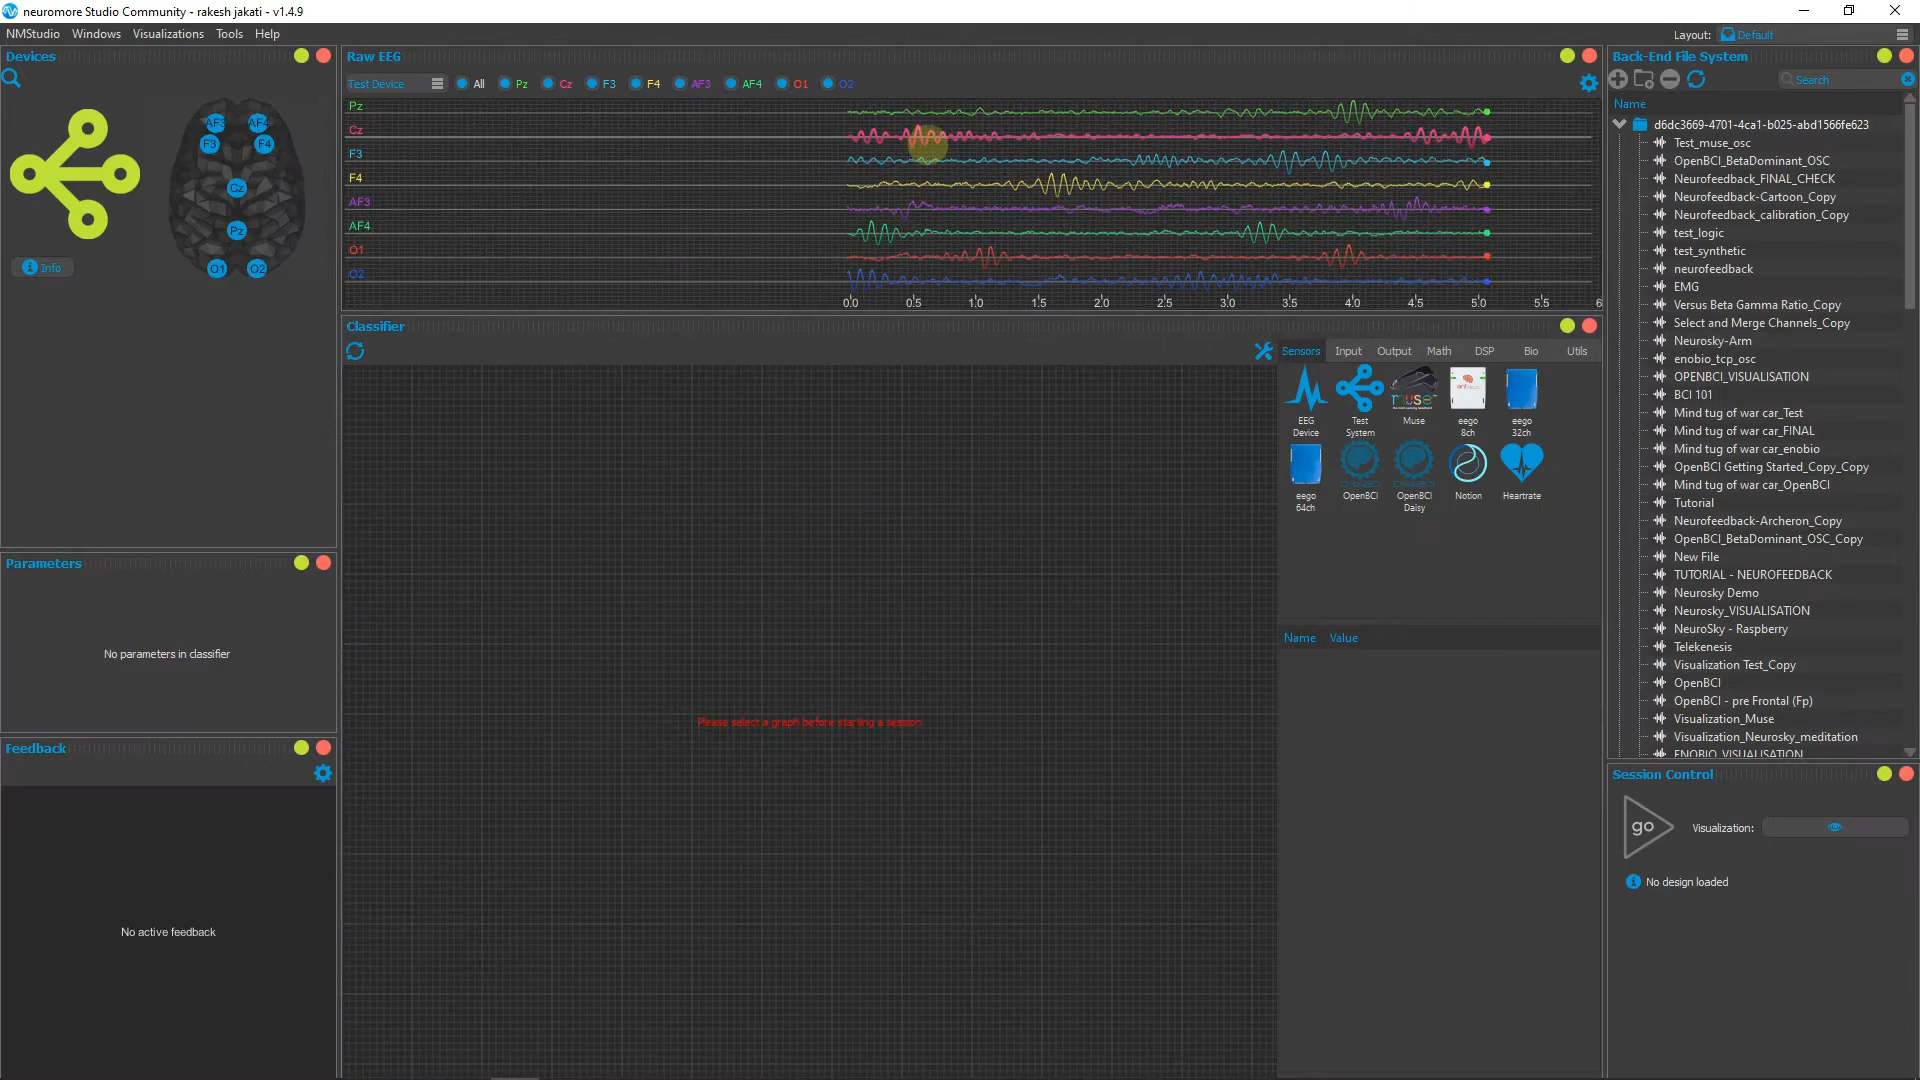 neuromore Studio Community - rakesh jakati - v1.4.9
NMStudio Windows Visualizations Tools Help
Layout: Default
Devices
AF3 AF4
F3 F4
Cz
Pz
O1 O2
Info
Parameters
No parameters in classifier
Feedback
No active feedback
Raw EEG
Test Device All Pz Cz F3 F4 AF3 AF4 O1 O2
Pz
Cz
F3
F4
AF3
AF4
O1
O2
0.0 0.5 1.0 1.5 2.0 2.5 3.0 3.5 4.0 4.5 5.0 5.5 6
Classifier
Please select a graph before starting a session
Sensors Input Output Math DSP Bio Utils
EEG Device
Test System
muse
Muse
eego 8ch
eego 32ch
eego 64ch
OpenBCI
OpenBCI Daisy
Notion
Heartrate
Name Value
Back-End File System
Search
Name
d6dc3669-4701-4ca1-b025-abd1566fe623
Test_muse_osc
OpenBCI_BetaDominant_OSC
Neurofeedback_FINAL_CHECK
Neurofeedback-Cartoon_Copy
Neurofeedback_calibration_Copy
test_logic
test_synthetic
neurofeedback
EMG
Versus Beta Gamma Ratio_Copy
Select and Merge Channels_Copy
Neurosky-Arm
enobio_tcp_osc
OPENBCI_VISUALISATION
BCI 101
Mind tug of war car_Test
Mind tug of war car_FINAL
Mind tug of war car_enobio
OpenBCI Getting Started_Copy_Copy
Mind tug of war car_OpenBCI
Tutorial
Neurofeedback-Archeron_Copy
OpenBCI_BetaDominant_OSC_Copy
New File
TUTORIAL - NEUROFEEDBACK
Neurosky Demo
Neurosky_VISUALISATION
NeuroSky - Raspberry
Telekenesis
Visualization Test_Copy
OpenBCI
OpenBCI - pre Frontal (Fp)
Visualization_Muse
Visualization_Neurosky_meditation
ENOBIO_VISUALISATION
Session Control
go
Visualization:
No design loaded